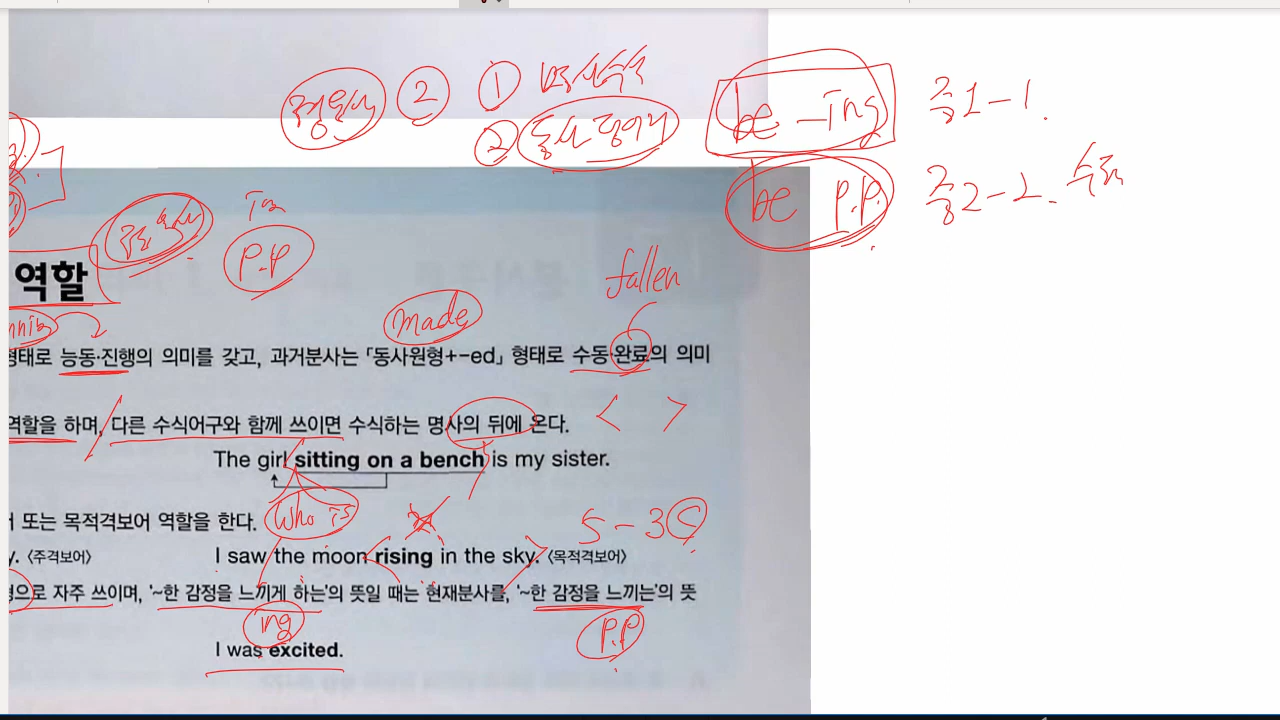 ① 명사수식
형용사 ② ② 동사 덩어리
be -ing 중1-1.
be p.p. 중2-2. 수동
ing
p.p
fallen
made
역할
형태로 능동·진행의 의미를 갖고, 과거분사는 「동사원형+-ed」 형태로 수동·완료의 의미
역할을 하며, 다른 수식어구와 함께 쓰이면 수식하는 명사의 뒤에 온다. < >
The girl sitting on a bench is my sister.
어 또는 목적격보어 역할을 한다. who is 5-3
y. <주격보어> I saw the moon rising in the sky. <목적격보어>
형으로 자주 쓰이며, '~한 감정을 느끼게 하는'의 뜻일 때는 현재분사를, '~한 감정을 느끼는'의 뜻
ing p.p
I was excited.